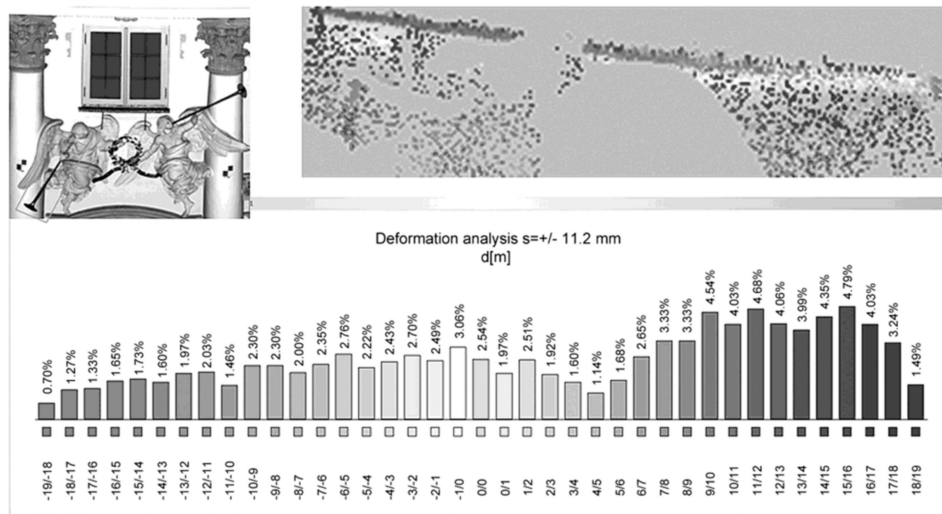 Deformation analysis s=+/- 11.2 mm
d[m]
0.70% 1.27% 1.33% 1.65% 1.73% 1.60% 1.97% 2.03% 1.46% 2.30% 2.30% 2.00% 2.35% 2.76% 2.22% 2.43% 2.70% 2.49% 3.06% 2.54% 1.97% 2.51% 1.92% 1.60% 1.14% 1.68% 2.65% 3.33% 3.33% 4.54% 4.03% 4.68% 4.06% 3.99% 4.35% 4.79% 4.03% 3.24% 1.49%
-19/-18 -18/-17 -17/-16 -16/-15 -15/-14 -14/-13 -13/-12 -12/-11 -11/-10 -10/-9 -9/-8 -8/-7 -7/-6 -6/-5 -5/-4 -4/-3 -3/-2 -2/-1 -1/0 0/0 0/1 1/2 2/3 3/4 4/5 5/6 6/7 7/8 8/9 9/10 10/11 11/12 12/13 13/14 14/15 15/16 16/17 17/18 18/19